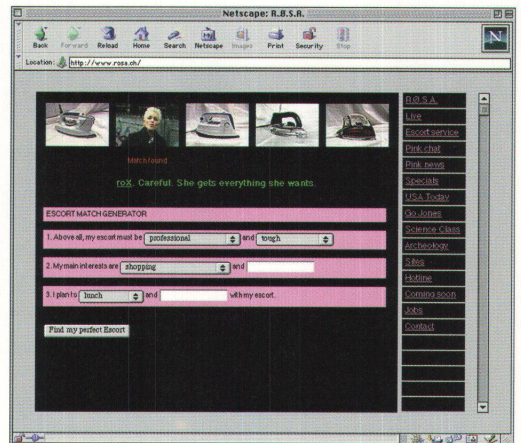 Netscape: R.Ø.S.A.
Back Forward Reload Home Search Netscape Images Print Security Stop
N
Location: http://www.rosa.ch/
Match found
roX. Careful. She gets everything she wants.
ESCORT MATCH GENERATOR
1. Above all, my escort must be professional and tough
2. My main interests are shopping and
3. I plan to lunch and with my escort.
Find my perfect Escort
R.Ø.S.A.
Live
Escort service
Pink chat
Pink news
Specials
USA Today
Go Jones
Science Class
Archeology
Sites
Hotline
Coming soon
Jobs
Contact